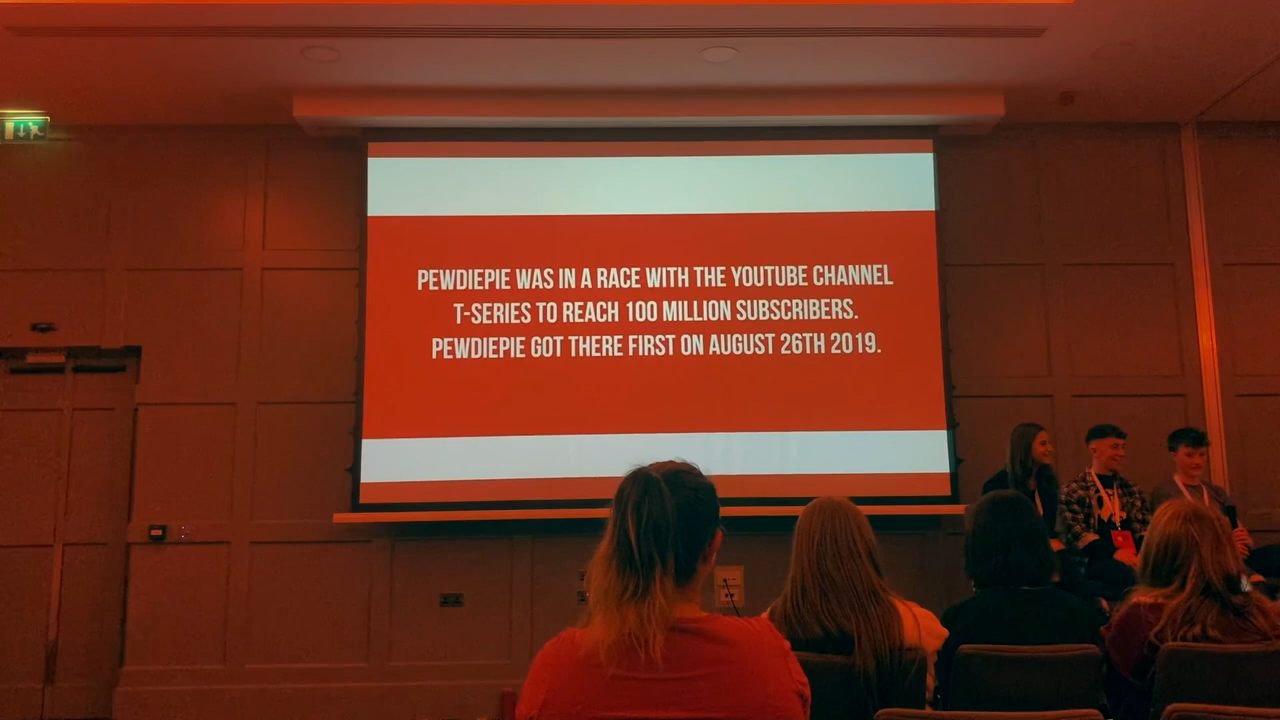 PEWDIEPIE WAS IN A RACE WITH THE YOUTUBE CHANNEL
T-SERIES TO REACH 100 MILLION SUBSCRIBERS.
PEWDIEPIE GOT THERE FIRST ON AUGUST 26TH 2019.